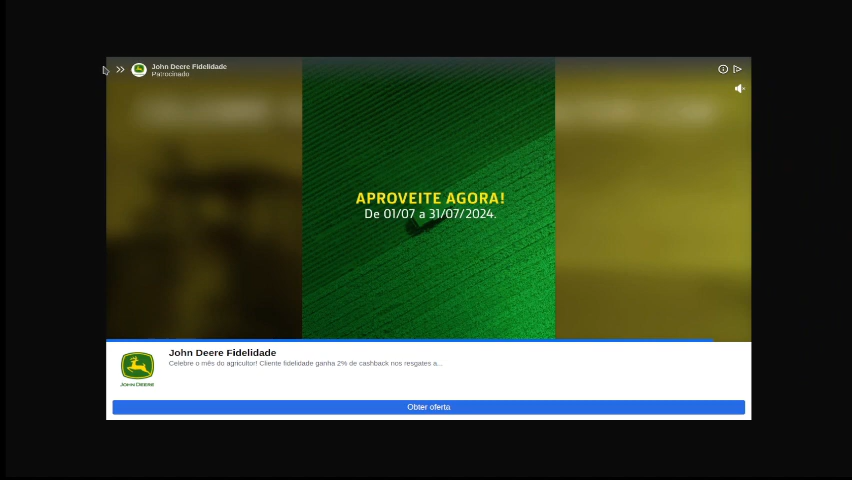 John Deere Fidelidade
Patrocinado
APROVEITE AGORA!
De 01/07 a 31/07/2024.
John Deere Fidelidade
Celebre o mês do agricultor! Cliente fidelidade ganha 2% de cashback nos resgates a...
JOHN DEERE
Obter oferta